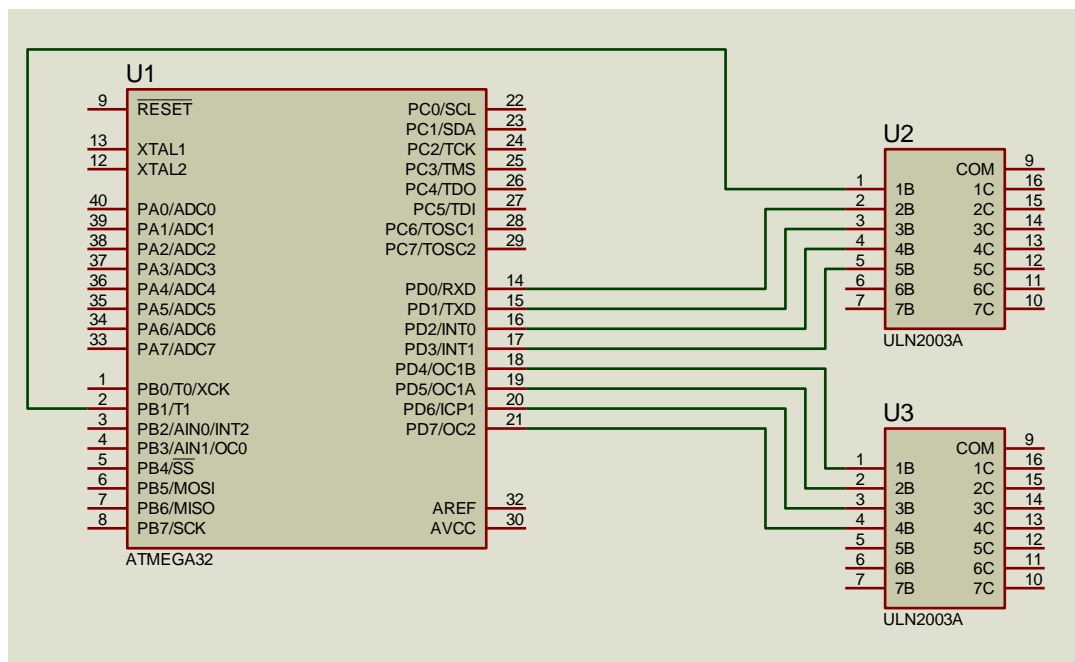 U1
9 RESET PC0/SCL 22
PC1/SDA 23
13 XTAL1 PC2/TCK 24
12 XTAL2 PC3/TMS 25
PC4/TDO 26
40 PA0/ADC0 PC5/TDI 27
39 PA1/ADC1 PC6/TOSC1 28
38 PA2/ADC2 PC7/TOSC2 29
37 PA3/ADC3
36 PA4/ADC4 PD0/RXD 14
35 PA5/ADC5 PD1/TXD 15
34 PA6/ADC6 PD2/INT0 16
33 PA7/ADC7 PD3/INT1 17
PD4/OC1B 18
1 PB0/T0/XCK PD5/OC1A 19
2 PB1/T1 PD6/ICP1 20
3 PB2/AIN0/INT2 PD7/OC2 21
4 PB3/AIN1/OC0
5 PB4/SS
6 PB5/MOSI
7 PB6/MISO AREF 32
8 PB7/SCK AVCC 30
ATMEGA32
U2
COM 9
1 1B 1C 16
2 2B 2C 15
3 3B 3C 14
4 4B 4C 13
5 5B 5C 12
6 6B 6C 11
7 7B 7C 10
ULN2003A
U3
COM 9
1 1B 1C 16
2 2B 2C 15
3 3B 3C 14
4 4B 4C 13
5 5B 5C 12
6 6B 6C 11
7 7B 7C 10
ULN2003A